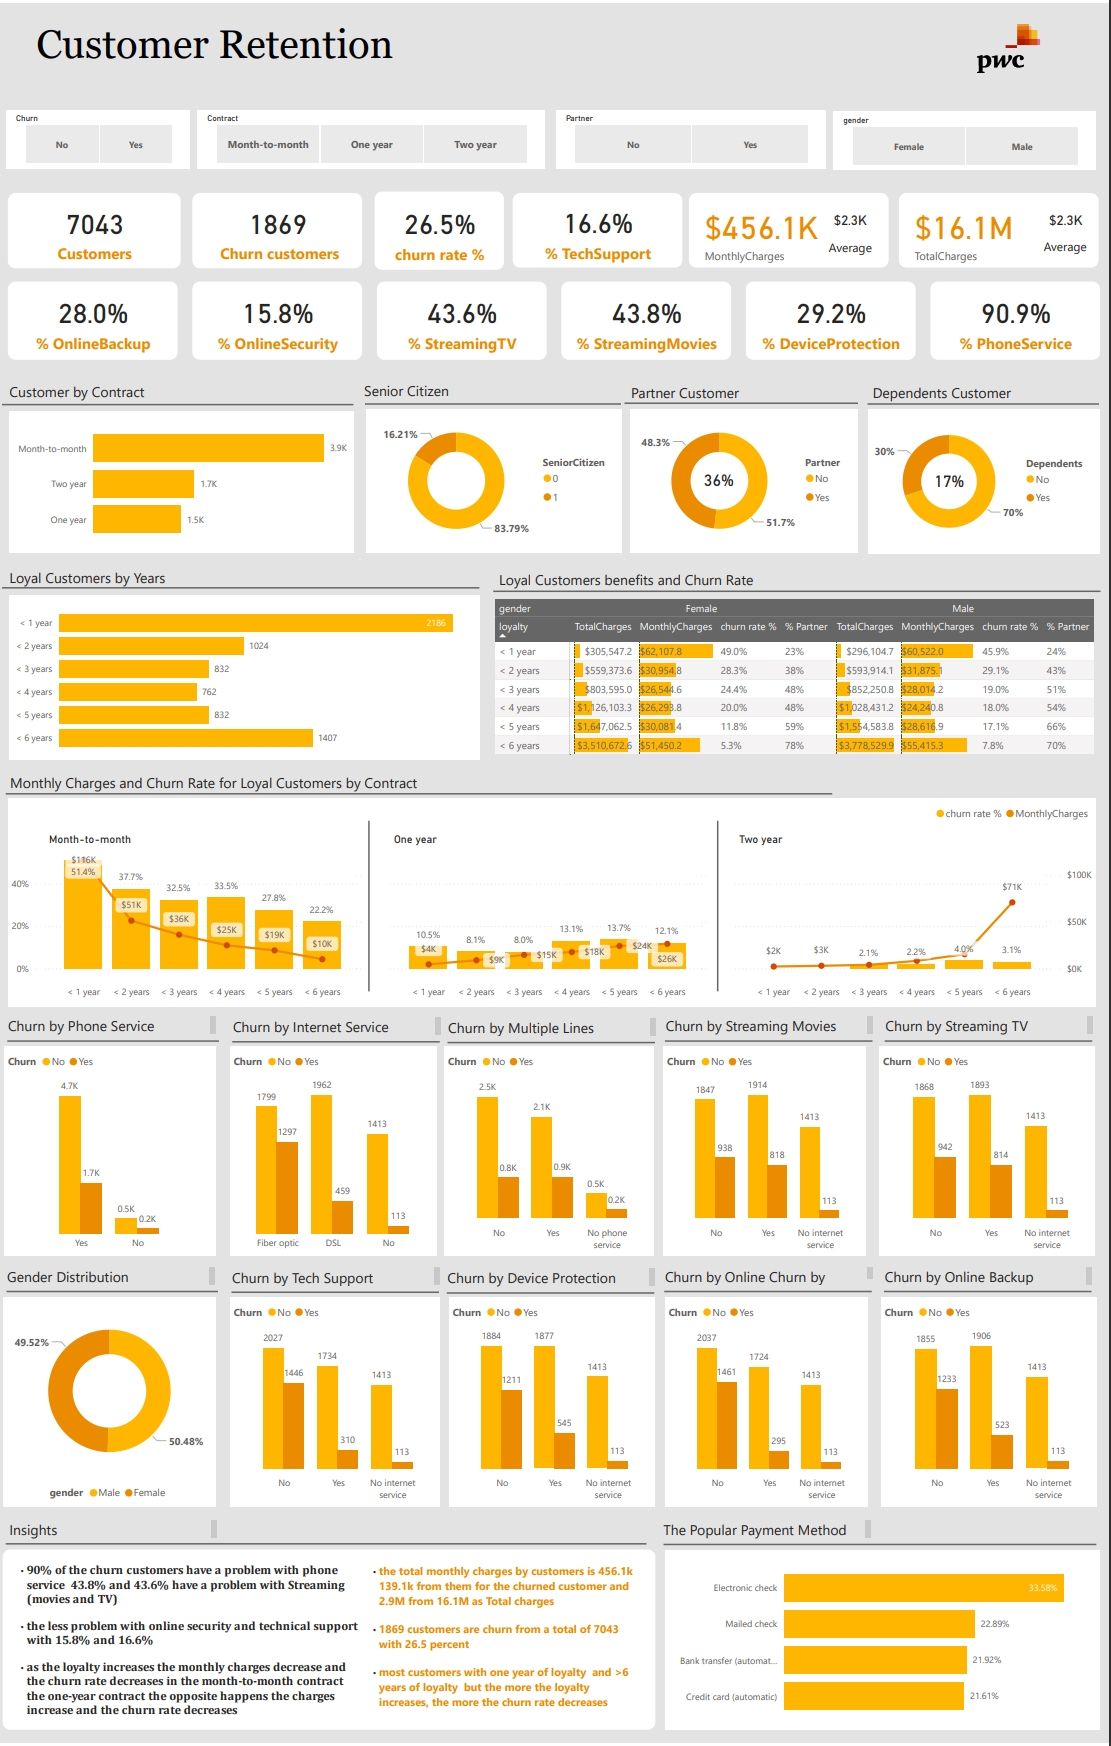 Customer Retention
pwc
Churn
No Yes
Contract
Month-to-month One year Two year
Partner
No Yes
gender
Female Male
7043
Customers
1869
Churn customers
26.5%
churn rate %
16.6%
% TechSupport
$456.1K
MonthlyCharges
$2.3K
Average
$16.1M
TotalCharges
$2.3K
Average
28.0%
% OnlineBackup
15.8%
% OnlineSecurity
43.6%
% StreamingTV
43.8%
% StreamingMovies
29.2%
% DeviceProtection
90.9%
% PhoneService
Customer by Contract
Month-to-month 3.9K
Two year 1.7K
One year 1.5K
Senior Citizen
16.21%
83.79%
SeniorCitizen
0
1
Partner Customer
48.3%
36%
51.7%
Partner
No
Yes
Dependents Customer
30%
17%
70%
Dependents
No
Yes
Loyal Customers by Years
< 1 year 2186
< 2 years 1024
< 3 years 832
< 4 years 762
< 5 years 832
< 6 years 1407
Loyal Customers benefits and Churn Rate
gender Female Male
loyalty TotalCharges MonthlyCharges churn rate % % Partner TotalCharges MonthlyCharges churn rate % % Partner
< 1 year $305,547.2 $62,107.8 49.0% 23% $296,104.7 $60,522.0 45.9% 24%
< 2 years $559,373.6 $30,954.8 28.3% 38% $593,914.1 $31,875.1 29.1% 43%
< 3 years $803,595.0 $26,544.6 24.4% 48% $852,250.8 $28,014.2 19.0% 51%
< 4 years $1,126,103.3 $26,293.8 20.0% 48% $1,028,431.2 $24,240.8 18.0% 54%
< 5 years $1,647,062.5 $30,081.4 11.8% 59% $1,554,583.8 $28,616.9 17.1% 66%
< 6 years $3,510,672.6 $51,450.2 5.3% 78% $3,778,529.9 $55,415.3 7.8% 70%
Monthly Charges and Churn Rate for Loyal Customers by Contract
churn rate % MonthlyCharges
Month-to-month
40%
20%
0%
$116K
51.4%
37.7%
$51K
32.5%
$36K
33.5%
$25K
27.8%
$19K
22.2%
$10K
< 1 year < 2 years < 3 years < 4 years < 5 years < 6 years
One year
10.5%
$4K
8.1%
$9K
8.0%
$15K
13.1%
$18K
13.7%
$24K
12.1%
$26K
< 1 year < 2 years < 3 years < 4 years < 5 years < 6 years
Two year
$2K
$3K
2.1%
2.2%
4.0%
$71K
3.1%
$100K
$50K
$0K
< 1 year < 2 years < 3 years < 4 years < 5 years < 6 years
Churn by Phone Service
Churn No Yes
4.7K
1.7K
0.5K
0.2K
Yes No
Churn by Internet Service
Churn No Yes
1799
1297
1962
459
1413
113
Fiber optic DSL No
Churn by Multiple Lines
Churn No Yes
2.5K
0.8K
2.1K
0.9K
0.5K
0.2K
No Yes No phone
service
Churn by Streaming Movies
Churn No Yes
1847
938
1914
818
1413
113
No Yes No internet
service
Churn by Streaming TV
Churn No Yes
1868
942
1893
814
1413
113
No Yes No internet
service
Gender Distribution
49.52%
50.48%
gender Male Female
Churn by Tech Support
Churn No Yes
2027
1446
1734
310
1413
113
No Yes No internet
service
Churn by Device Protection
Churn No Yes
1884
1211
1877
545
1413
113
No Yes No internet
service
Churn by Online Churn by
Churn No Yes
2037
1461
1724
295
1413
113
No Yes No internet
service
Churn by Online Backup
Churn No Yes
1855
1233
1906
523
1413
113
No Yes No internet
service
Insights
· 90% of the churn customers have a problem with phone
service 43.8% and 43.6% have a problem with Streaming
(movies and TV)
· the less problem with online security and technical support
with 15.8% and 16.6%
· as the loyalty increases the monthly charges decrease and
the churn rate decreases in the month-to-month contract
the one-year contract the opposite happens the charges
increase and the churn rate decreases
· the total monthly charges by customers is 456.1k
139.1k from them for the churned customer and
2.9M from 16.1M as Total charges
· 1869 customers are churn from a total of 7043
with 26.5 percent
· most customers with one year of loyalty and >6
years of loyalty but the more the loyalty
increases, the more the churn rate decreases
The Popular Payment Method
Electronic check 33.58%
Mailed check 22.89%
Bank transfer (automat... 21.92%
Credit card (automatic) 21.61%